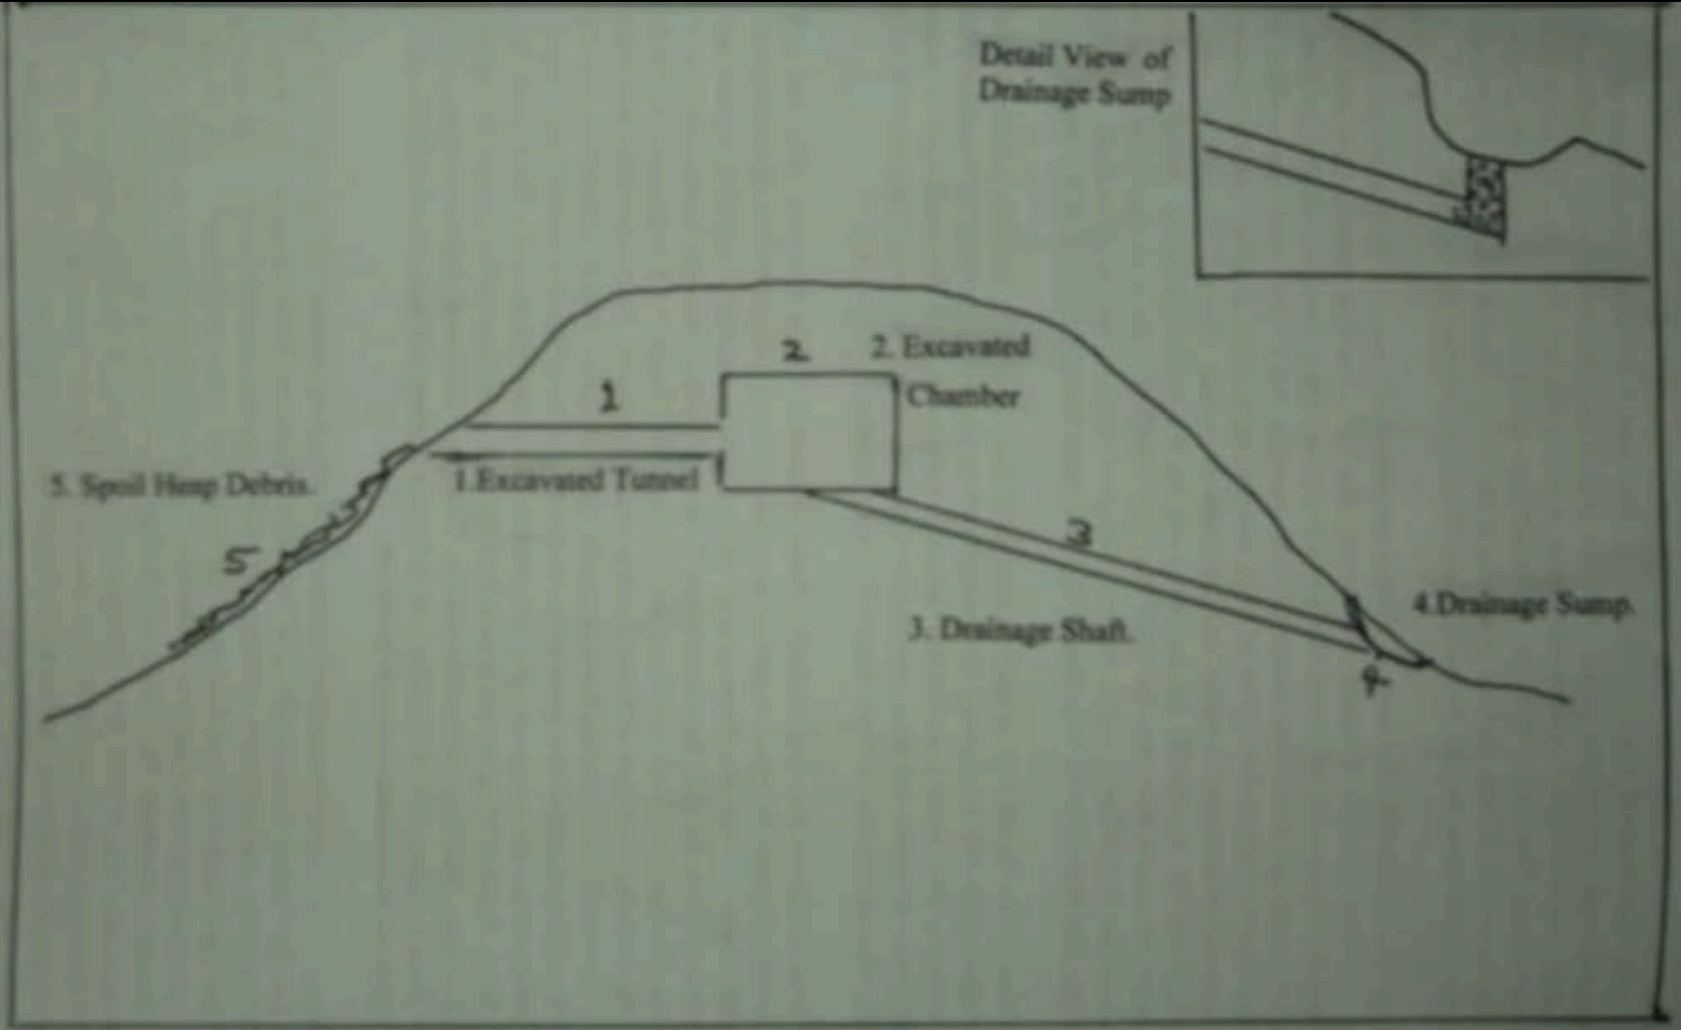 Detail View of
Drainage Sump
2
2. Excavated
Chamber
1
1.Excavated Tunnel
5. Spoil Heap Debris.
5
3
3. Drainage Shaft.
4.Drainage Sump.
4